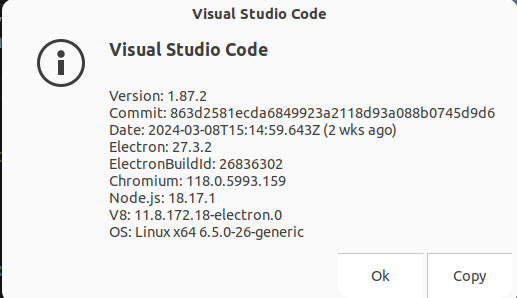 Visual Studio Code
Visual Studio Code
Version: 1.87.2
Commit: 863d2581ecda6849923a2118d93a088b0745d9d6
Date: 2024-03-08T15:14:59.643Z (2 wks ago)
Electron: 27.3.2
ElectronBuildId: 26836302
Chromium: 118.0.5993.159
Node.js: 18.17.1
V8: 11.8.172.18-electron.0
OS: Linux x64 6.5.0-26-generic
Ok Copy